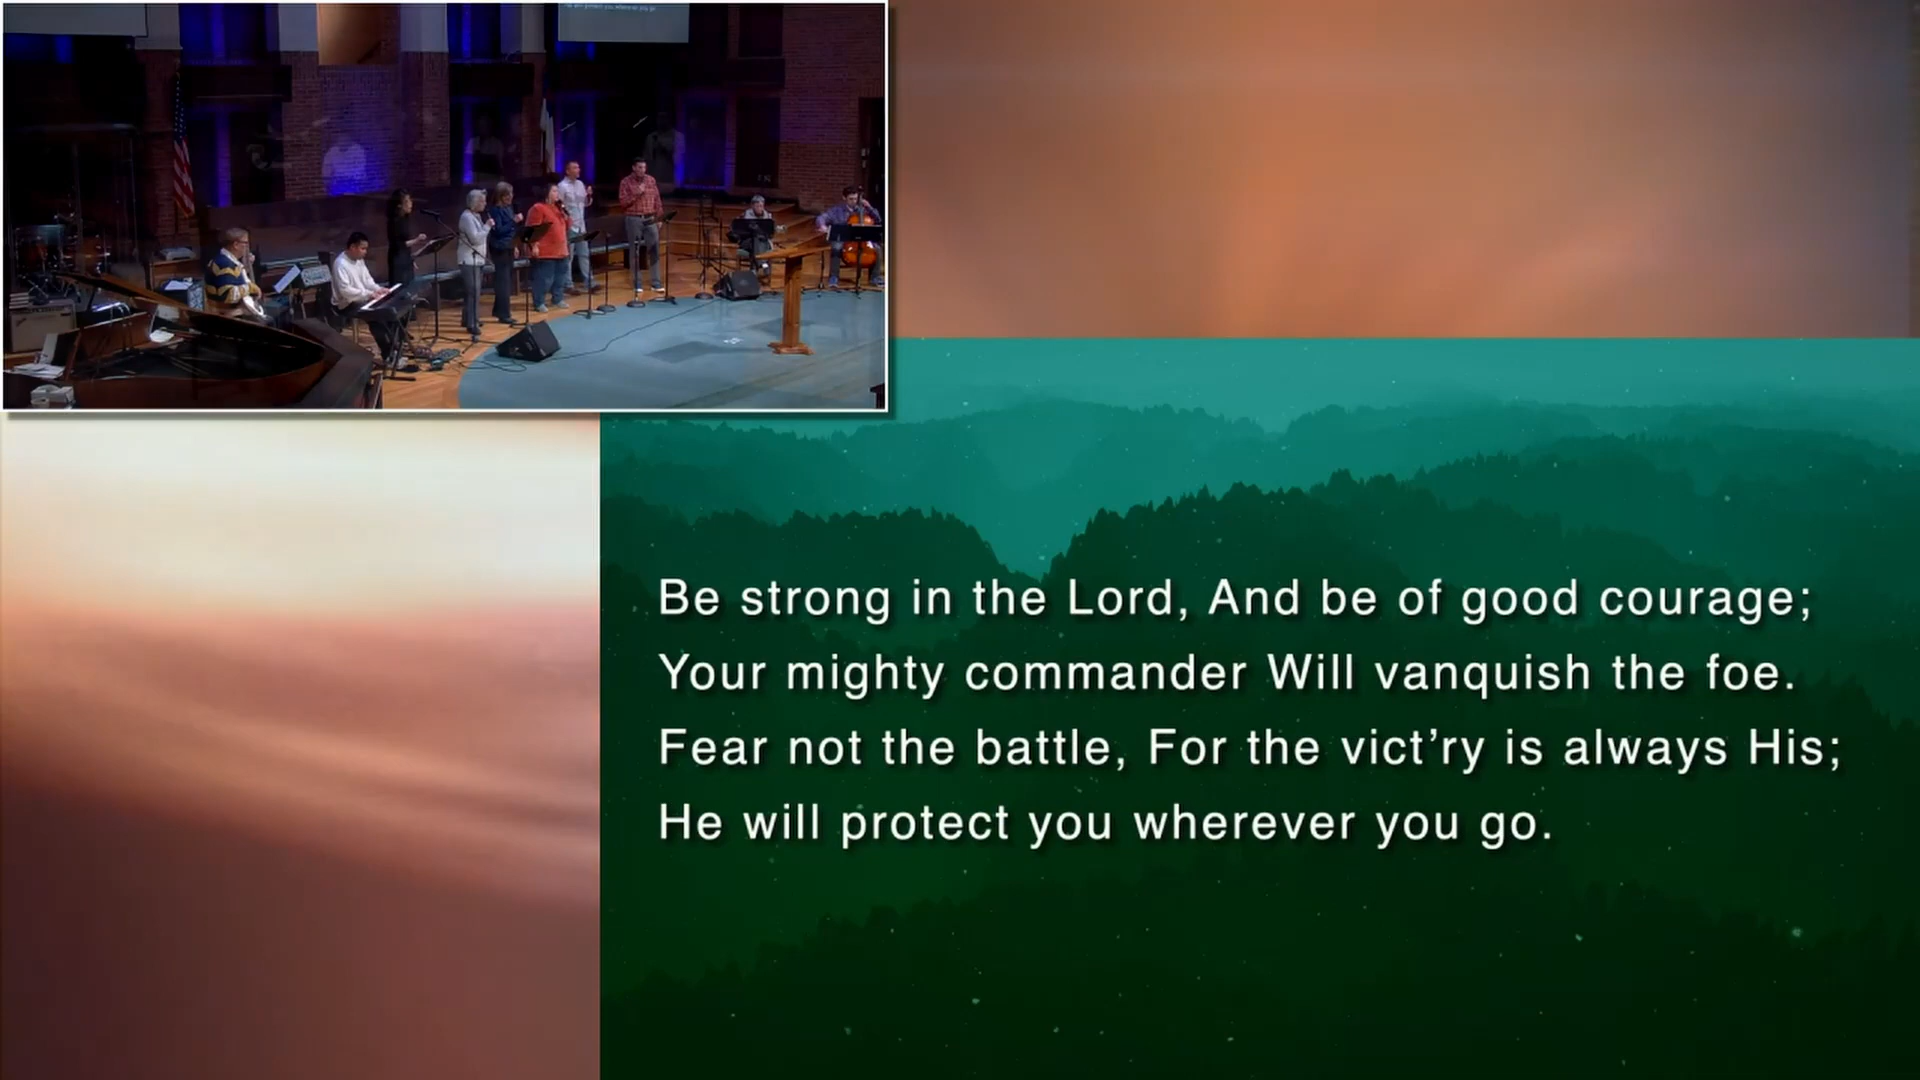 Be strong in the Lord, And be of good courage;
Your mighty commander Will vanquish the foe.
Fear not the battle, For the vict’ry is always His;
He will protect you wherever you go.